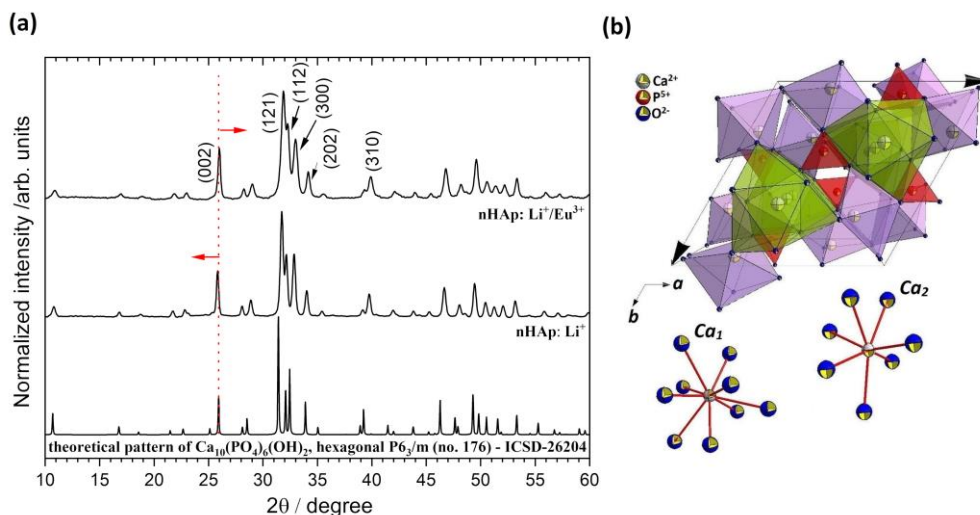 (a)
Normalized intensity /arb. units
(002)
(121)
(112)
(300)
(202)
(310)
nHAp: Li⁺/Eu³⁺
nHAp: Li⁺
theoretical pattern of Ca₁₀(PO₄)₆(OH)₂, hexagonal P6₃/m (no. 176) - ICSD-26204
10 15 20 25 30 35 40 45 50 55 60
2θ / degree
(b)
Ca²⁺
P⁵⁺
O²⁻
a
b
Ca₁
Ca₂